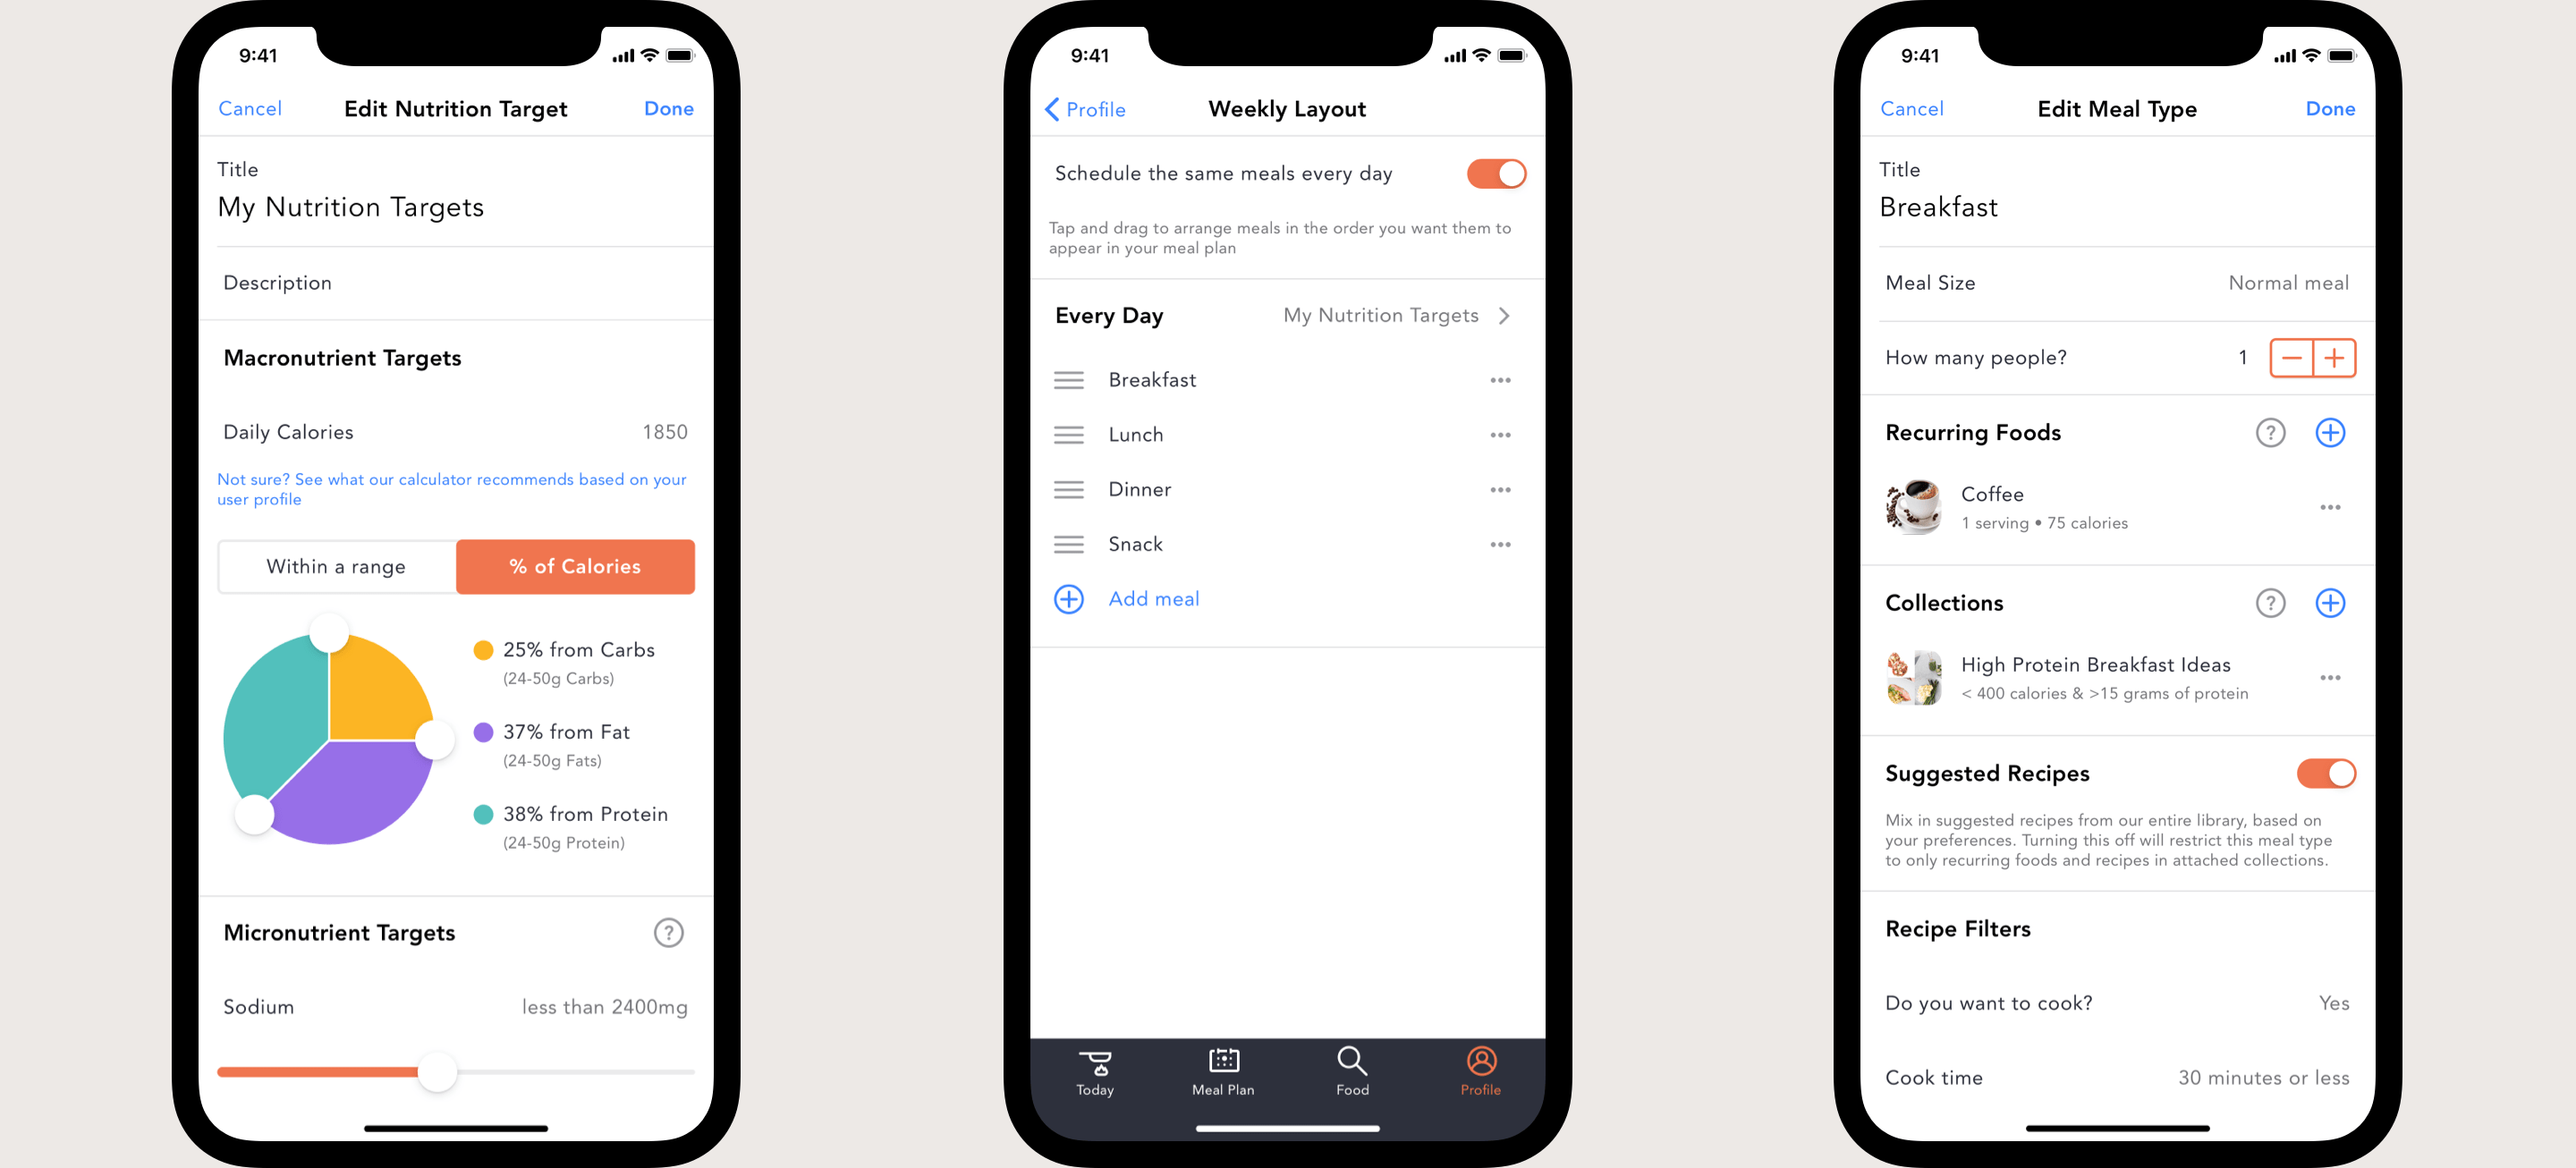 9:41
Cancel
Edit Nutrition Target
Done
Title
My Nutrition Targets
Description
Macronutrient Targets
Daily Calories
1850
Not sure? See what our calculator recommends based on your
user profile
Within a range
% of Calories
25% from Carbs
(24-50g Carbs)
37% from Fat
(24-50g Fats)
38% from Protein
(24-50g Protein)
Micronutrient Targets
?
Sodium
less than 2400mg
9:41
Profile
Weekly Layout
Schedule the same meals every day
Tap and drag to arrange meals in the order you want them to
appear in your meal plan
Every Day
My Nutrition Targets
Breakfast
Lunch
Dinner
Snack
Add meal
Today
Meal Plan
Food
Profile
9:41
Cancel
Edit Meal Type
Done
Title
Breakfast
Meal Size
Normal meal
How many people?
1
Recurring Foods
?
Coffee
1 serving • 75 calories
Collections
?
High Protein Breakfast Ideas
< 400 calories & >15 grams of protein
Suggested Recipes
Mix in suggested recipes from our entire library, based on
your preferences. Turning this off will restrict this meal type
to only recurring foods and recipes in attached collections.
Recipe Filters
Do you want to cook?
Yes
Cook time
30 minutes or less